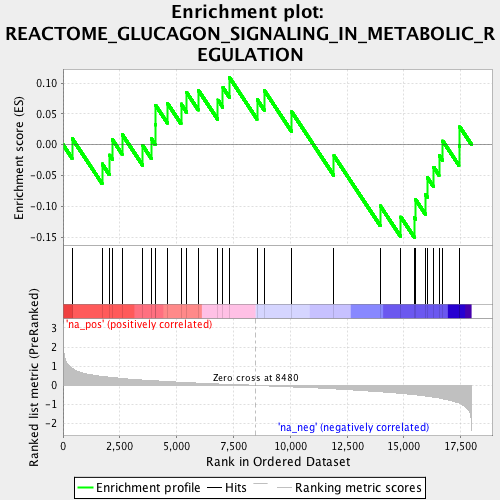 Enrichment plot:
REACTOME_GLUCAGON_SIGNALING_IN_METABOLIC_R
EGULATION
Enrichment score (ES)
0.10
0.05
0.00
-0.05
-0.10
-0.15
'na_pos' (positively correlated)
Ranked list metric (PreRanked)
3
2
1
0
-1
-2
Zero cross at 8480
'na_neg' (negatively correlated)
0
2,500
5,000
7,500
10,000
12,500
15,000
17,500
Rank in Ordered Dataset
Enrichment profile
Hits
Ranking metric scores